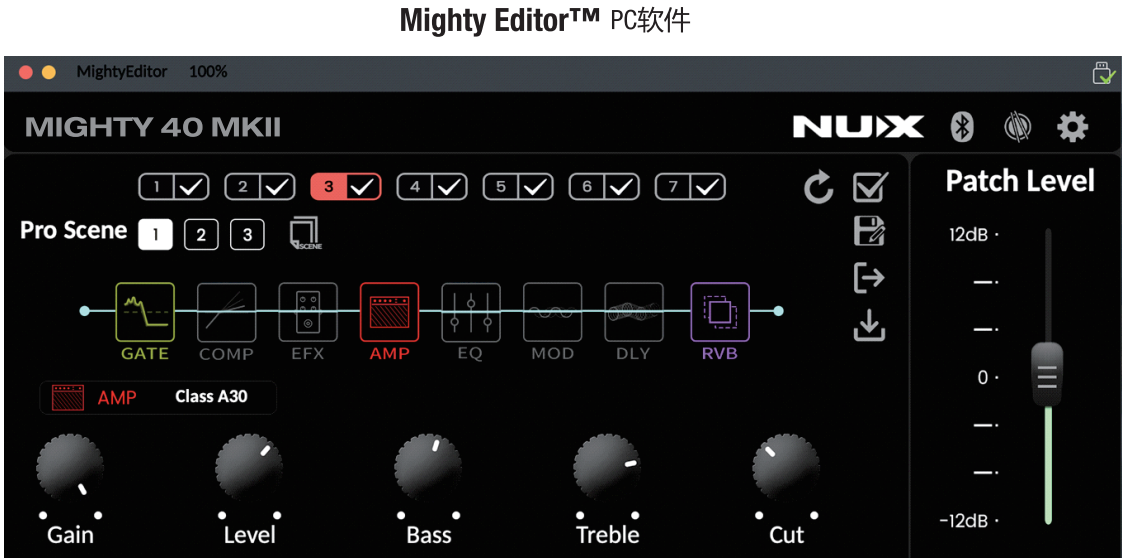 Mighty Editor™ PC软件
MightyEditor 100%
MIGHTY 40 MKII NUX
1 2 3 4 5 6 7
Patch Level
Pro Scene 1 2 3 SCENE
12dB
0
-12dB
GATE COMP EFX AMP EQ MOD DLY RVB
AMP Class A30
Gain Level Bass Treble Cut